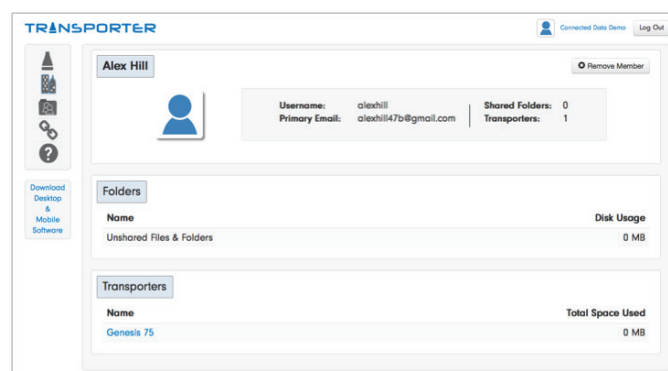 TRANSPORTER
Connected Data Demo
Log Out
Alex Hill
Remove Member
Username: alexhill
Shared Folders: 0
Primary Email: alexhill47b@gmail.com
Transporters: 1
Download
Desktop
&
Mobile
Software
Folders
Name Disk Usage
Unshared Files & Folders 0 MB
Transporters
Name Total Space Used
Genesis 75 0 MB